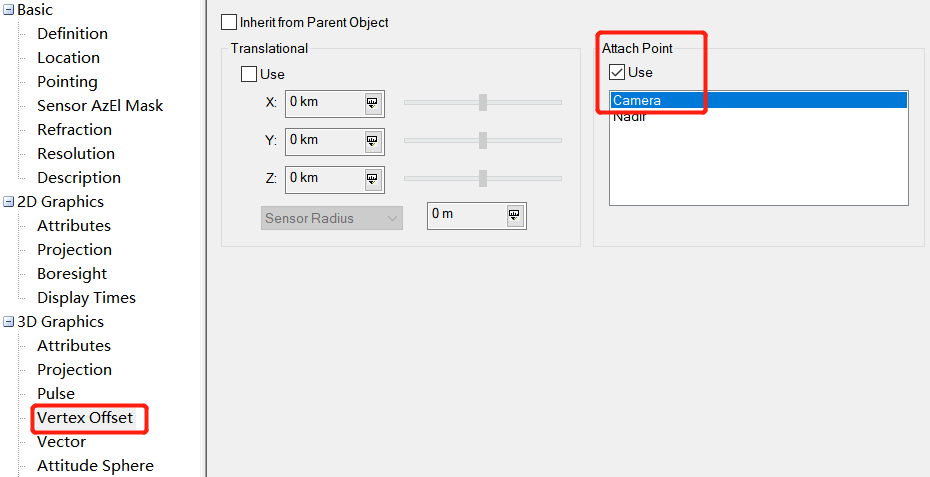 Basic
Definition
Location
Pointing
Sensor AzEl Mask
Refraction
Resolution
Description
2D Graphics
Attributes
Projection
Boresight
Display Times
3D Graphics
Attributes
Projection
Pulse
Vertex Offset
Vector
Attitude Sphere
Inherit from Parent Object
Translational
Use
X: 0 km
Y: 0 km
Z: 0 km
Sensor Radius 0 m
Attach Point
Use
Camera
Nadir